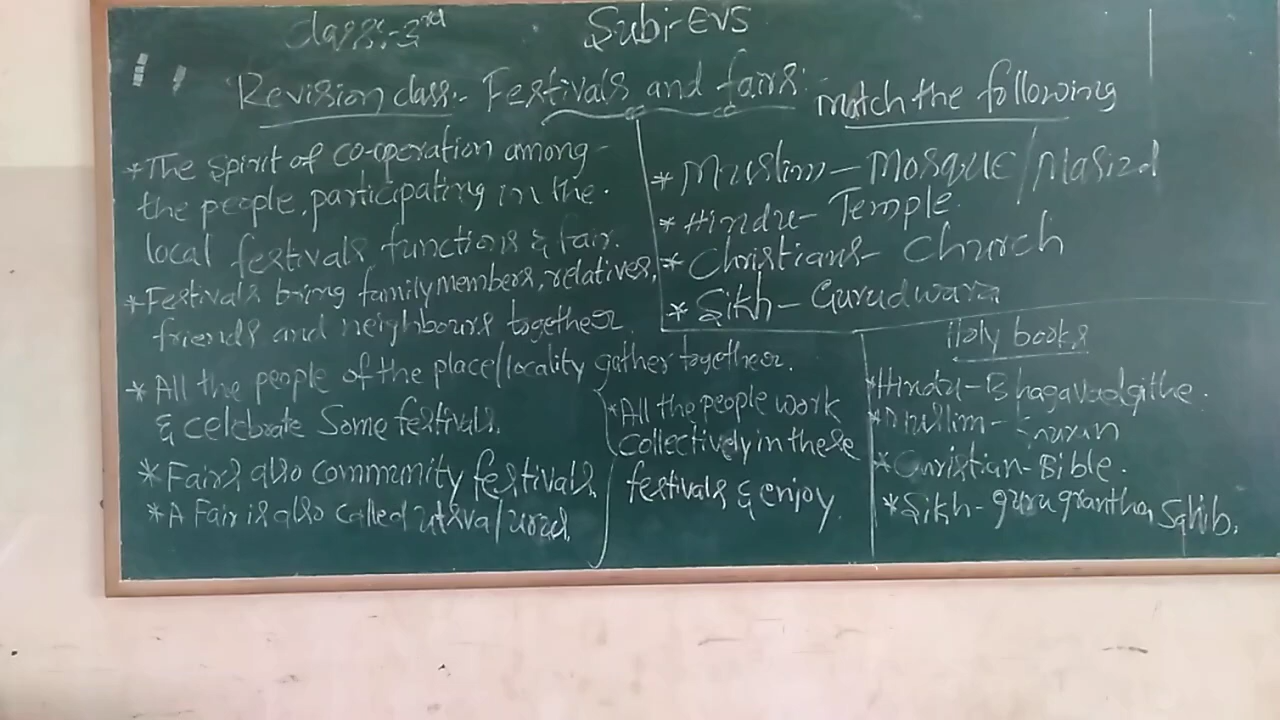 Class:-3rd Sub:-EVS
Revision class:- Festivals and fairs:-
*The spirit of co-operation among
the people, participating in the
local festivals functions & fair.
*Festivals bring family members, relatives,
friends and neighbours together.
*All the people of the place/locality gather together.
& celebrate Some festivals.
*Fairs also community festivals
*A Fair is also called utsva/urud.
*All the people work
collectively in these
festivals & enjoy
match the following
*Muslim - Mosque/Masizd
*Hindu - Temple.
*Christians - Church
*Sikh - Gurudwara
Holy books
*Hindu - Bhagavadgithe.
*Muslim -
*Christian - Bible.
*Sikh - guru grantha Sahib.